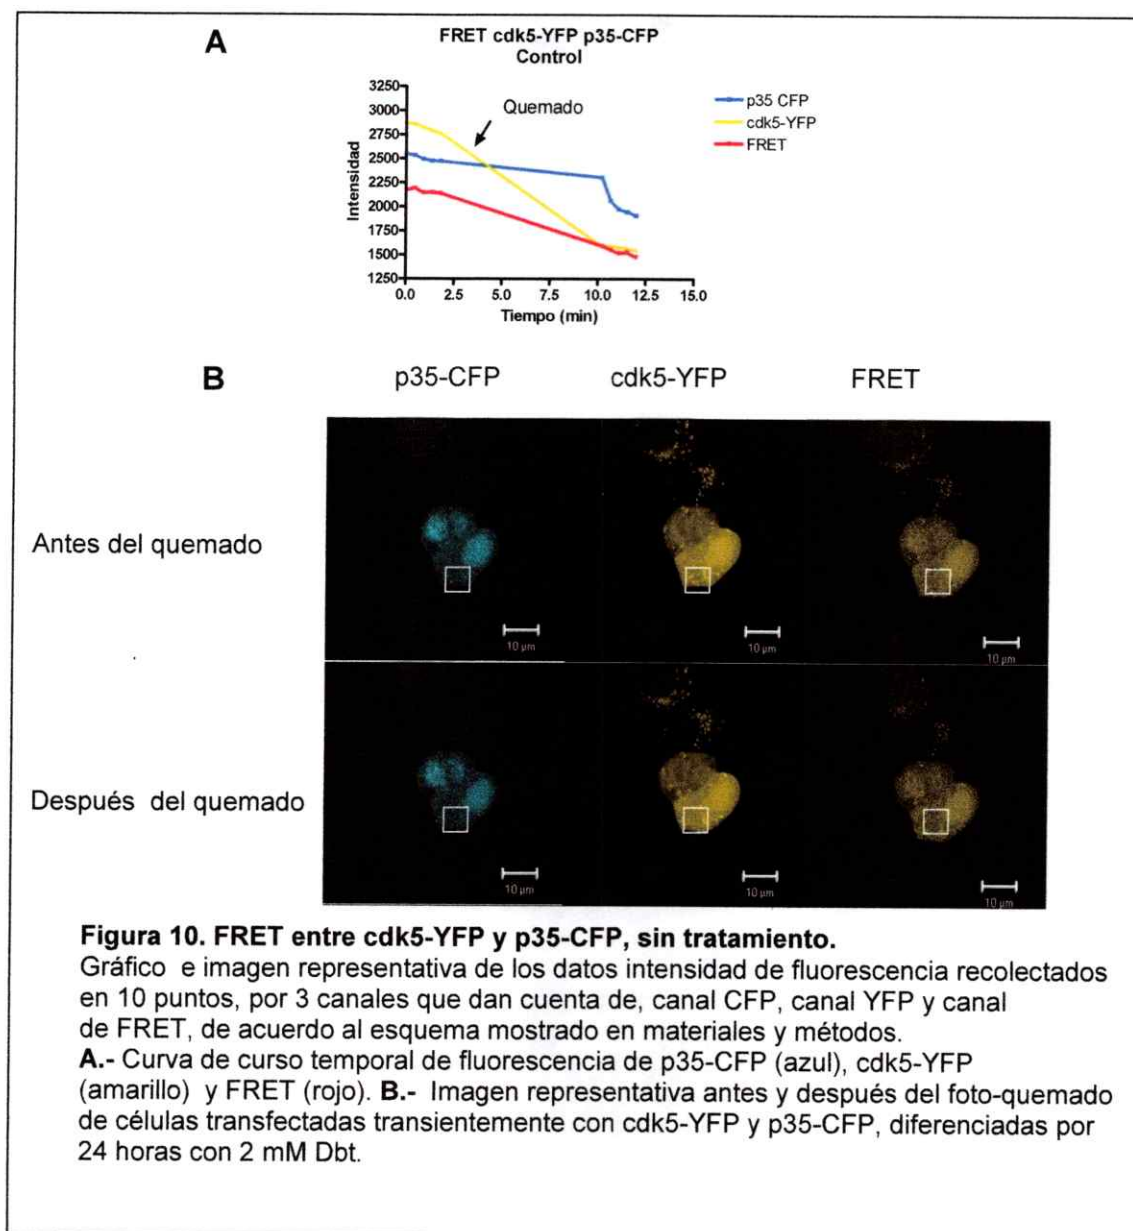 A
FRET cdk5-YFP p35-CFP
Control
3250
3000
2750
2500
2250
2000
1750
1500
1250
Intensidad
Quemado
p35 CFP
cdk5-YFP
FRET
0.0 2.5 5.0 7.5 10.0 12.5 15.0
Tiempo (min)
B
p35-CFP cdk5-YFP FRET
Antes del quemado
10 µm 10 µm 10 µm
Después del quemado
10 µm 10 µm 10 µm
Figura 10. FRET entre cdk5-YFP y p35-CFP, sin tratamiento.
Gráfico e imagen representativa de los datos intensidad de fluorescencia recolectados
en 10 puntos, por 3 canales que dan cuenta de, canal CFP, canal YFP y canal
de FRET, de acuerdo al esquema mostrado en materiales y métodos.
A.- Curva de curso temporal de fluorescencia de p35-CFP (azul), cdk5-YFP
(amarillo) y FRET (rojo). B.- Imagen representativa antes y después del foto-quemado
de células transfectadas transientemente con cdk5-YFP y p35-CFP, diferenciadas por
24 horas con 2 mM Dbt.